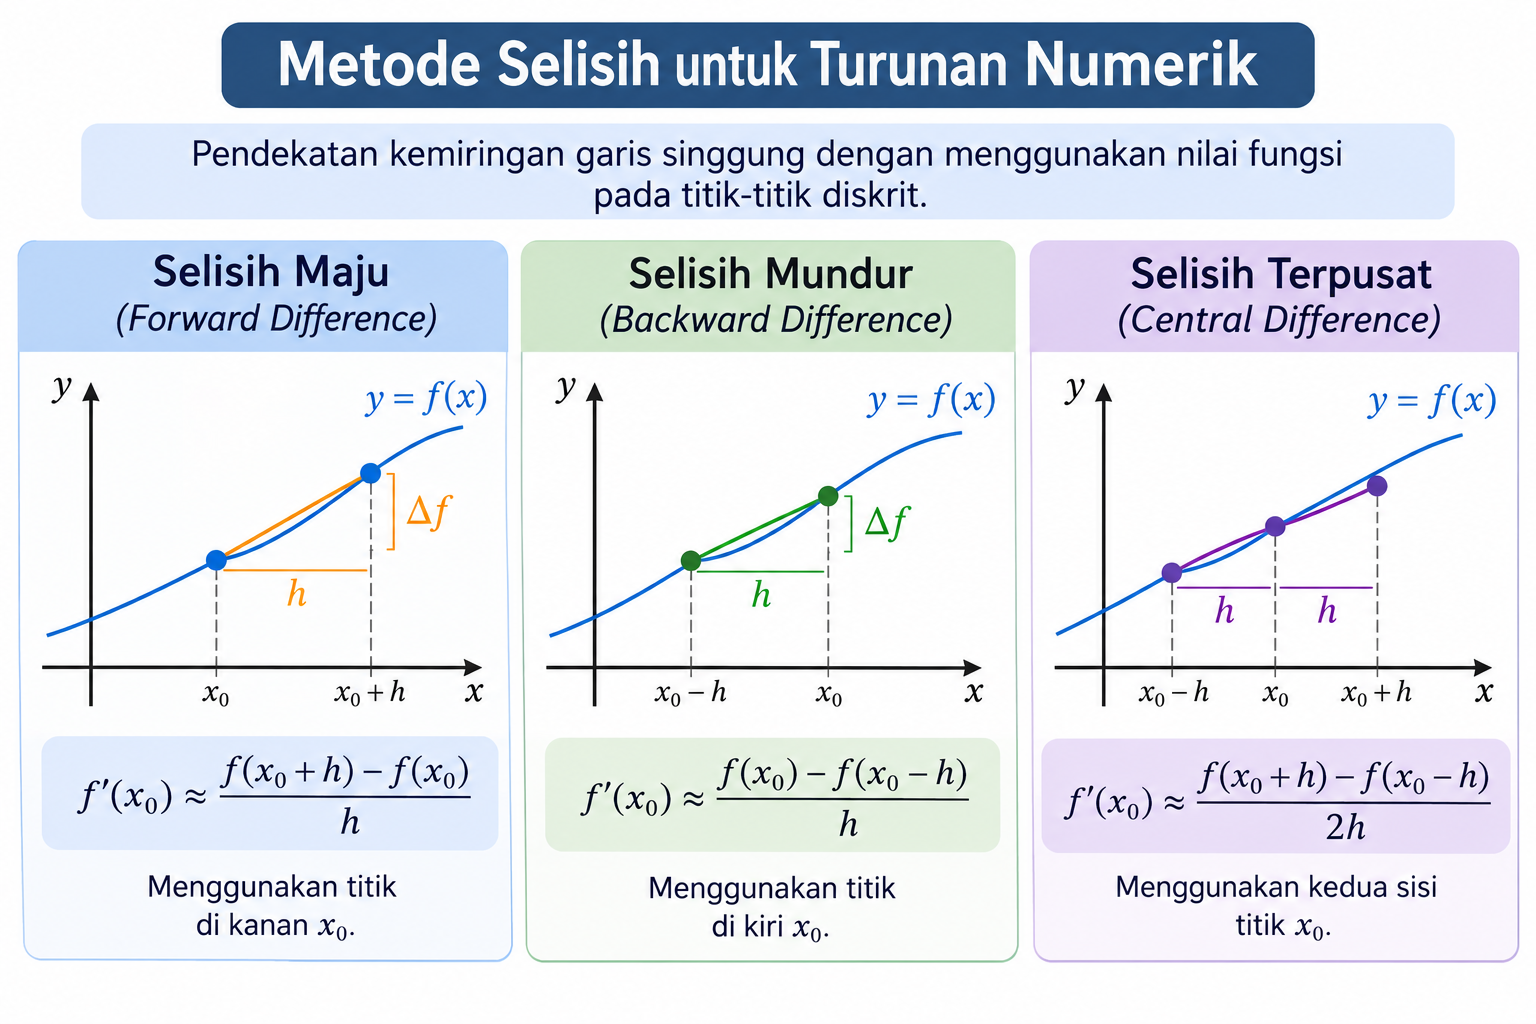 Metode Selisih untuk Turunan Numerik
Pendekatan kemiringan garis singgung dengan menggunakan nilai fungsi
pada titik-titik diskrit.
Selisih Maju
(Forward Difference)
y
y = f(x)
Δf
h
x₀
x₀ + h
x
f′(x₀) ≈ f(x₀ + h) − f(x₀)
h
Menggunakan titik
di kanan x₀.
Selisih Mundur
(Backward Difference)
y
y = f(x)
Δf
h
x₀ − h
x₀
x
f′(x₀) ≈ f(x₀) − f(x₀ − h)
h
Menggunakan titik
di kiri x₀.
Selisih Terpusat
(Central Difference)
y
y = f(x)
h
h
x₀ − h
x₀
x₀ + h
x
f′(x₀) ≈ f(x₀ + h) − f(x₀ − h)
2h
Menggunakan kedua sisi
titik x₀.